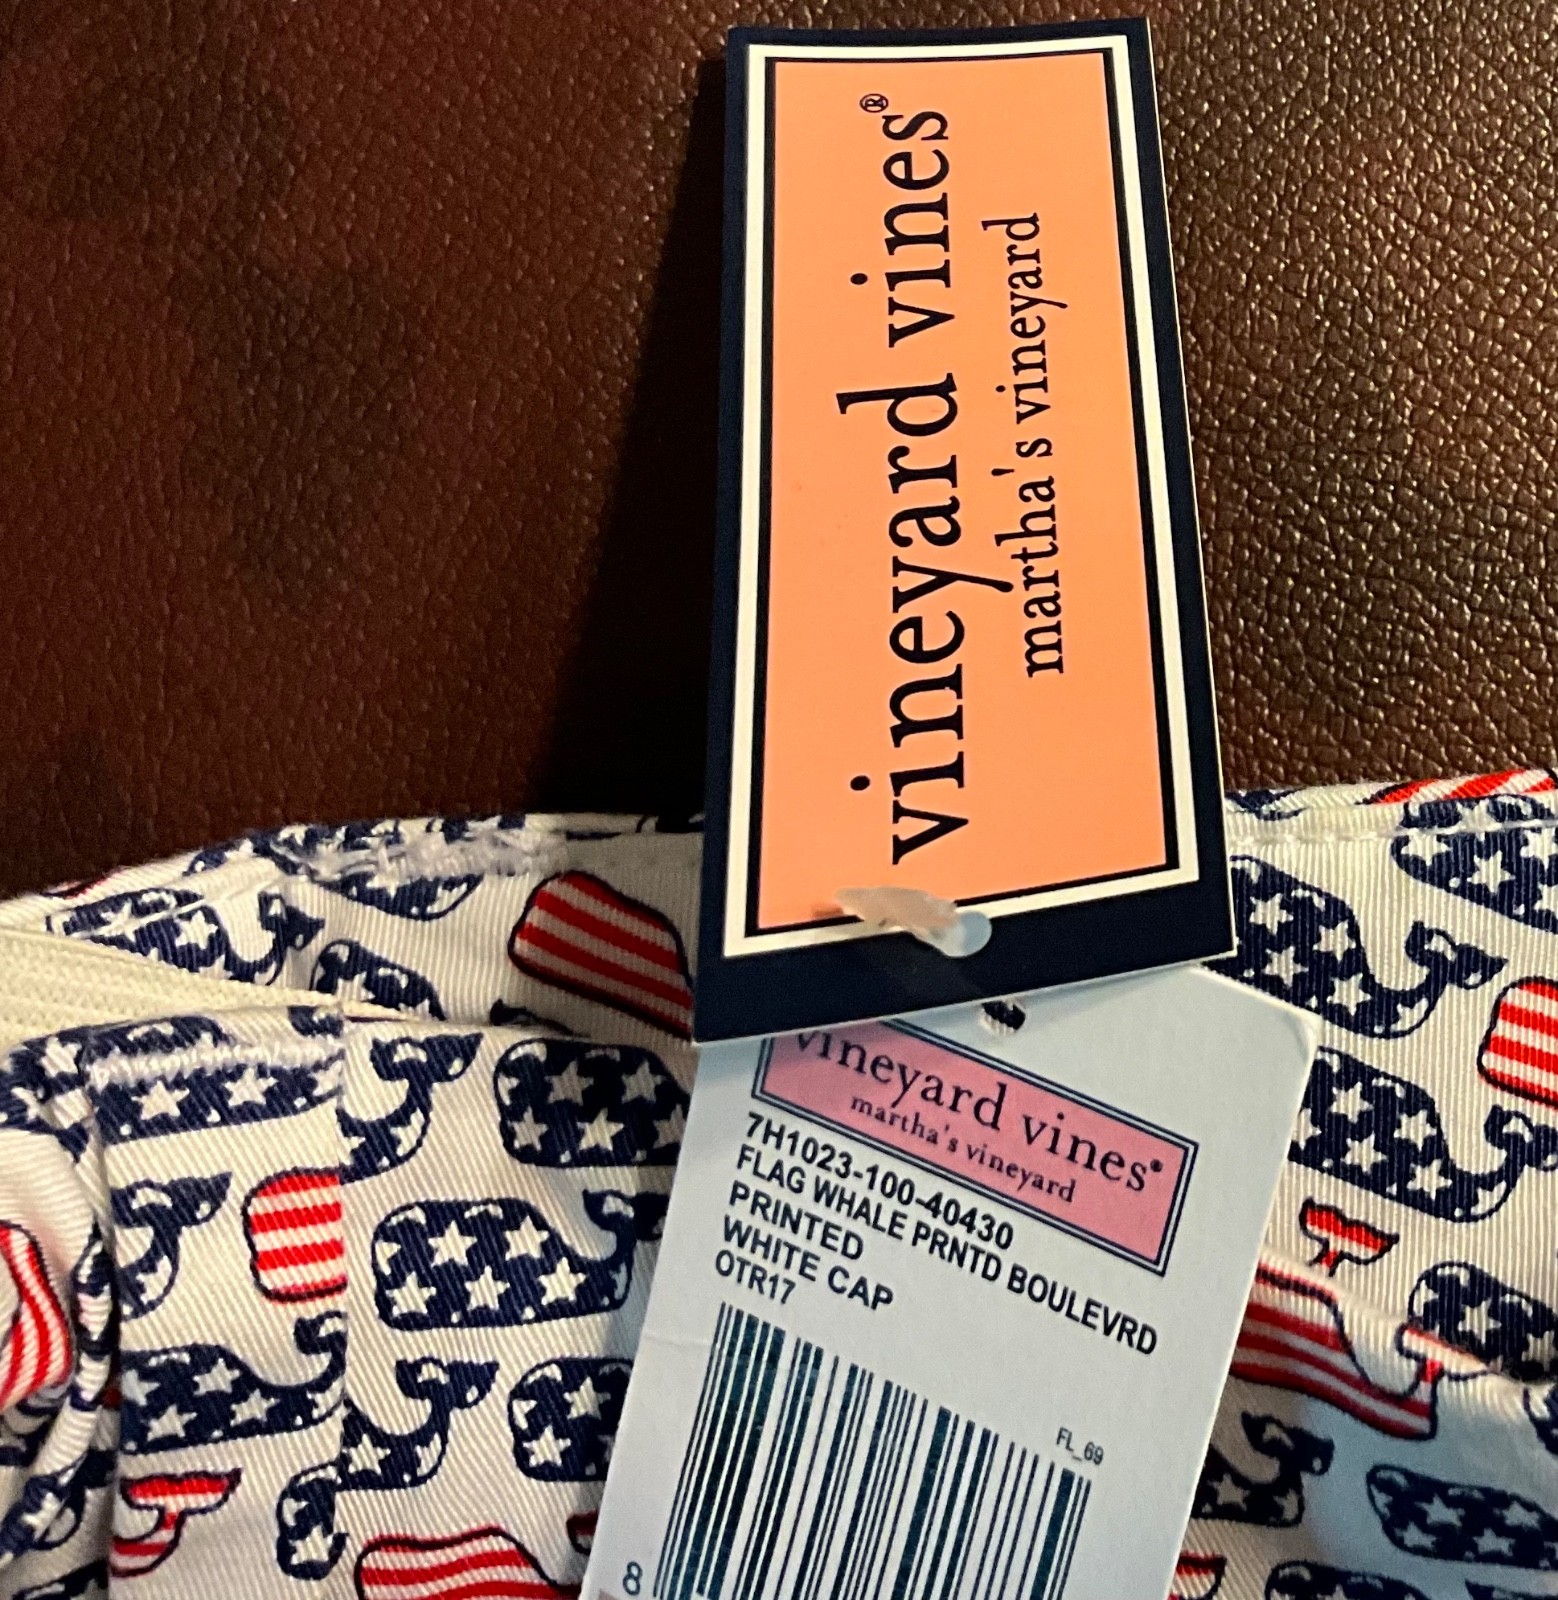 vineyard vines®
martha's vineyard
vineyard vines®
martha's vineyard
7H1023-100-40430
FLAG WHALE PRNTD BOULEVRD
PRINTED
WHITE CAP
OTR17
FL_69
8